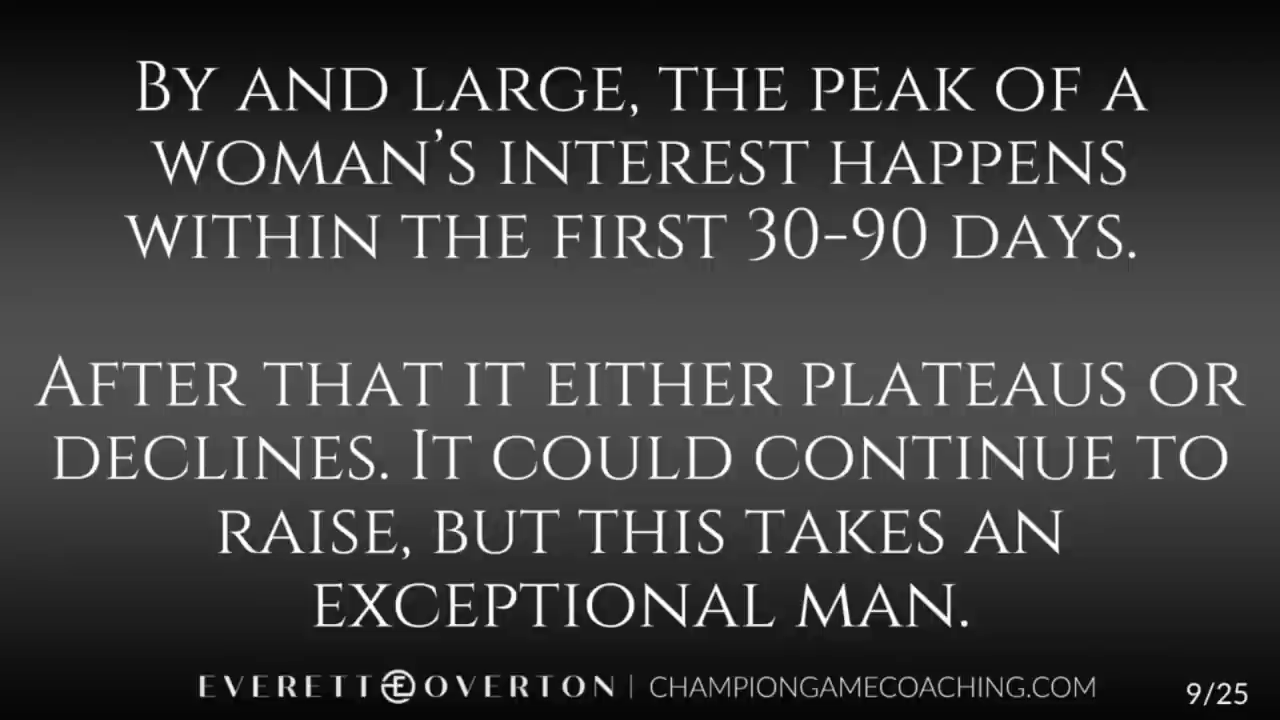 By and large, the peak of a
woman's interest happens
within the first 30-90 days.
After that it either plateaus or
declines. It could continue to
raise, but this takes an
exceptional man.
EVERETT OVERTON | CHAMPIONGAMECOACHING.COM
9/25